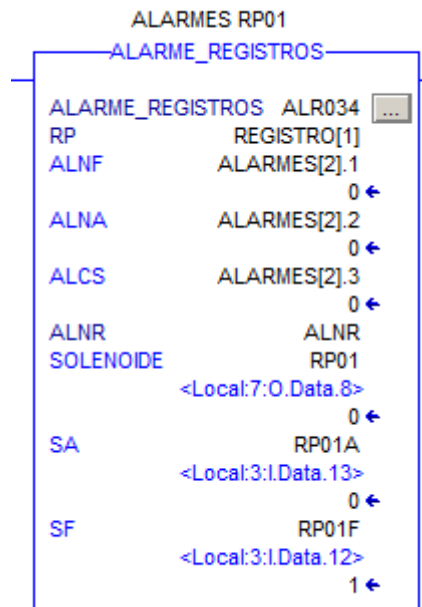 ALARMES RP01
ALARME_REGISTROS
ALARME_REGISTROS ALR034 ...
RP REGISTRO[1]
ALNF ALARMES[2].1
0
ALNA ALARMES[2].2
0
ALCS ALARMES[2].3
0
ALNR ALNR
SOLENOIDE RP01
<Local:7:O.Data.8>
0
SA RP01A
<Local:3:I.Data.13>
0
SF RP01F
<Local:3:I.Data.12>
1